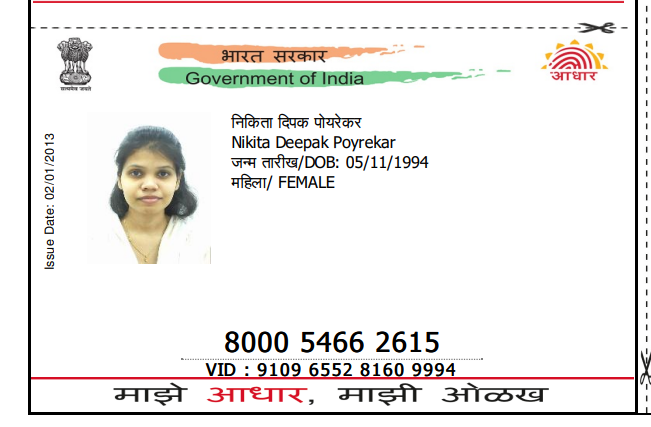 भारत सरकार
Government of India
सत्यमेव जयते
आधार
Issue Date: 02/01/2013
निकिता दिपक पोयरेकर
Nikita Deepak Poyrekar
जन्म तारीख/DOB: 05/11/1994
महिला/ FEMALE
8000 5466 2615
VID : 9109 6552 8160 9994
माझे आधार, माझी ओळख